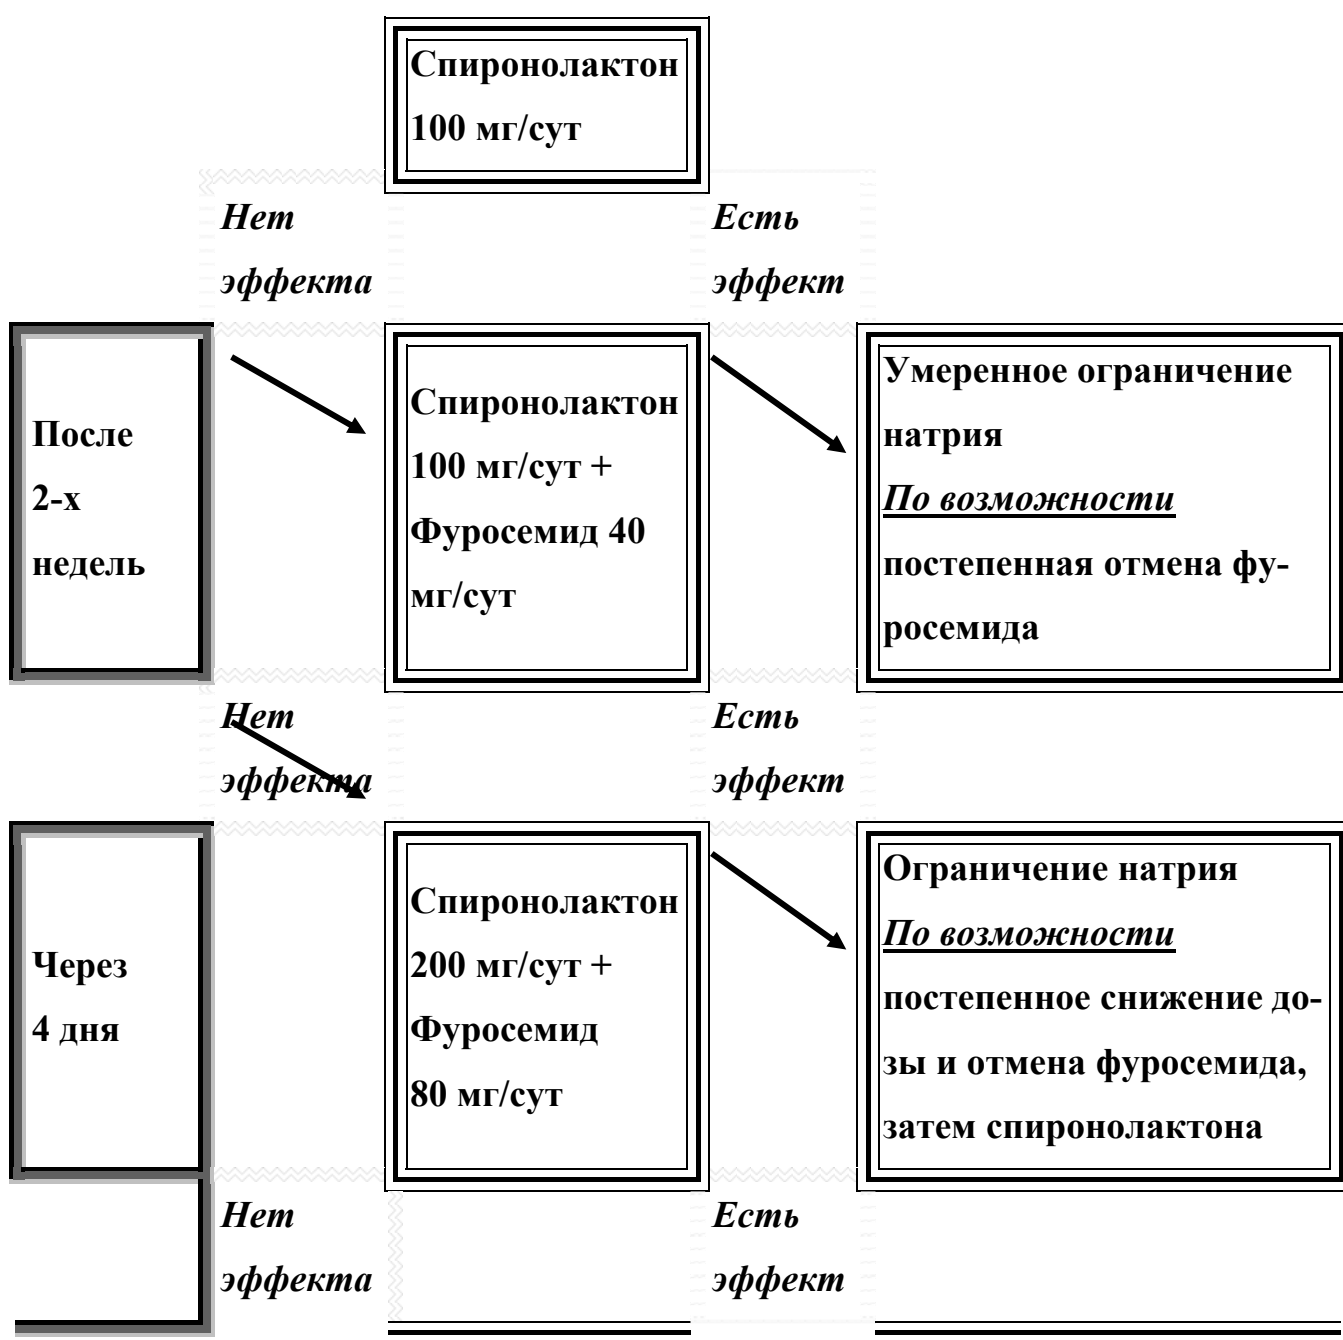 Спиронолактон
100 мг/сут
Нет
эффекта
Есть
эффект
После
2-х
недель
Спиронолактон
100 мг/сут +
Фуросемид 40
мг/сут
Умеренное ограничение
натрия
По возможности
постепенная отмена фу-
росемида
Нет
эффекта
Есть
эффект
Через
4 дня
Спиронолактон
200 мг/сут +
Фуросемид
80 мг/сут
Ограничение натрия
По возможности
постепенное снижение до-
зы и отмена фуросемида,
затем спиронолактона
Нет
эффекта
Есть
эффект